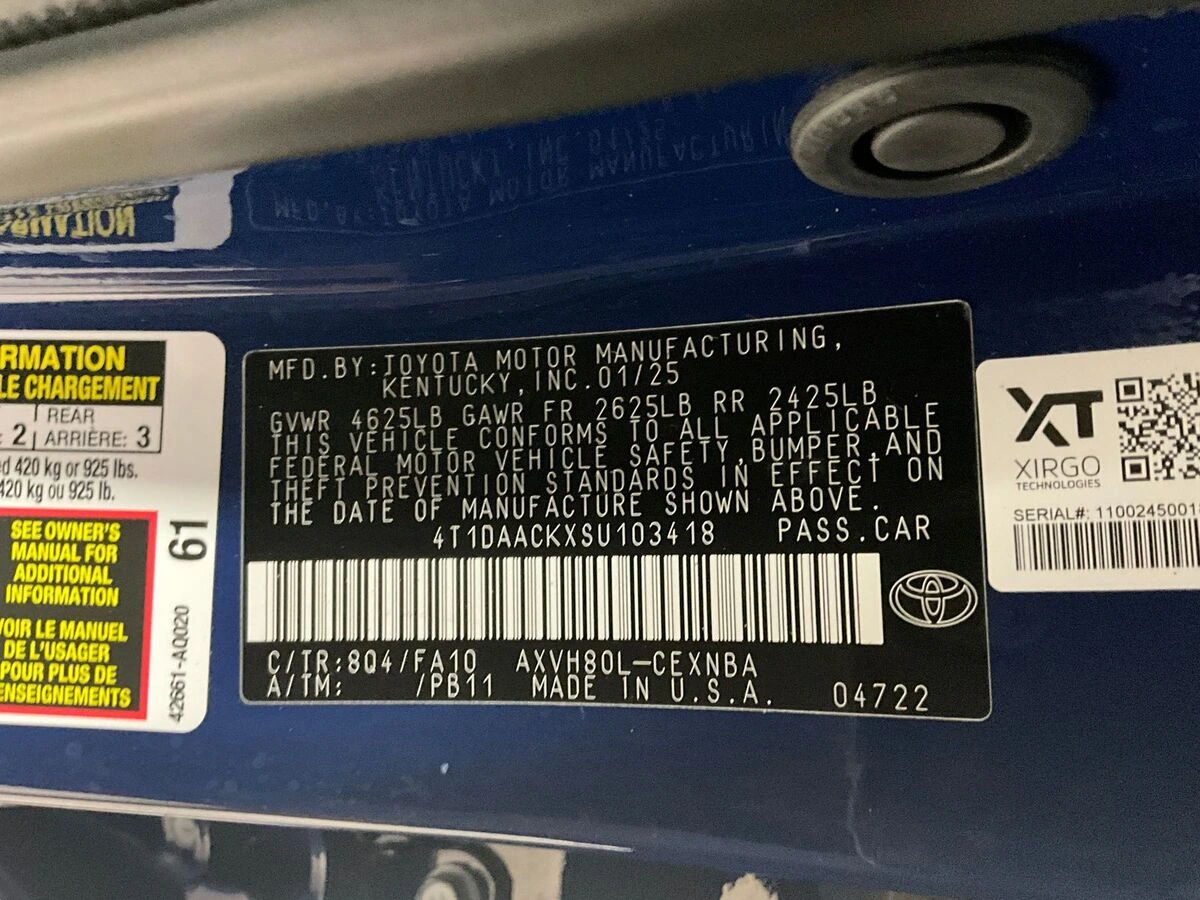 RMATION
LE CHARGEMENT
REAR
2 ARRIÈRE: 3
ed 420 kg or 925 lbs.
420 kg ou 925 lb.
SEE OWNER'S
MANUAL FOR
ADDITIONAL
INFORMATION
VOIR LE MANUEL
DE L'USAGER
POUR PLUS DE
ENSEIGNEMENTS
61
42661-AQ020
MFD.BY:TOYOTA MOTOR MANUFACTURING,
KENTUCKY, INC.01/25
GVWR 4625LB GAWR FR 2625LB RR 2425LB
THIS VEHICLE CONFORMS TO ALL APPLICABLE
FEDERAL MOTOR VEHICLE SAFETY,BUMPER,AND
THEFT PREVENTION STANDARDS IN EFFECT ON
THE DATE OF MANUFACTURE SHOWN ABOVE.
4T1DAACKXSU103418 PASS.CAR
C/TR:8Q4/FA10 AXVH80L-CEXNBA
A/TM: /PB11 MADE IN U.S.A. 04722
XT
XIRGO
TECHNOLOGIES
SERIAL#: 1100245001